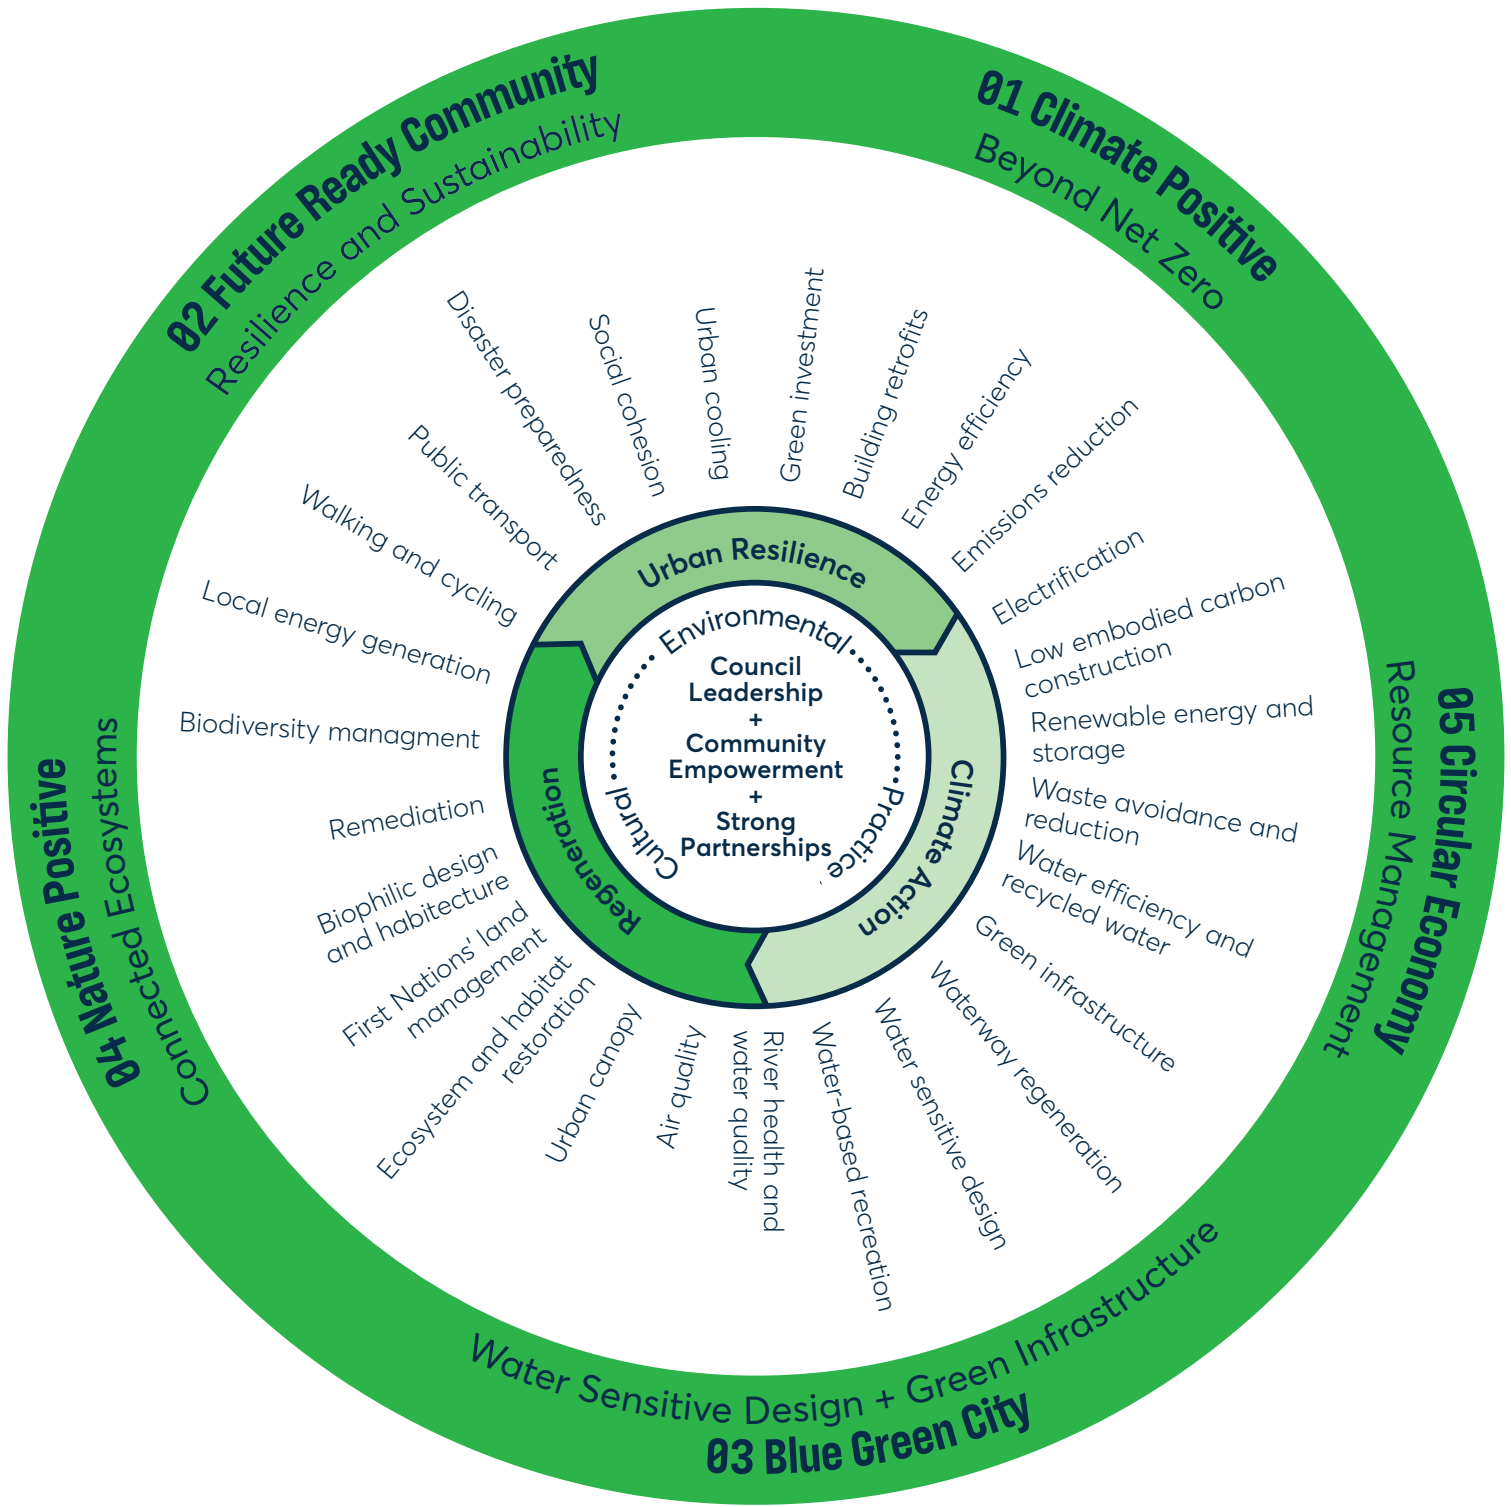 01 Climate Positive
Beyond Net Zero
05 Circular Economy
Resource Management
03 Blue Green City
Water Sensitive Design + Green Infrastructure
04 Nature Positive
Connected Ecosystems
02 Future Ready Community
Resilience and Sustainability
Green investment
Building retrofits
Energy efficiency
Emissions reduction
Electrification
Low embodied carbon
construction
Renewable energy and
storage
Waste avoidance and
reduction
Water efficiency and
recycled water
Green infrastructure
Waterway regeneration
Water sensitive design
Water-based recreation
River health and
water quality
Air quality
Urban canopy
Ecosystem and habitat
restoration
First Nations' land
management
Biophilic design
and habitecture
Remediation
Biodiversity managment
Local energy generation
Walking and cycling
Public transport
Disaster preparedness
Social cohesion
Urban cooling
Urban Resilience
Climate Action
Regeneration
Environmental
Practice
Cultural
Council
Leadership
+
Community
Empowerment
+
Strong
Partnerships